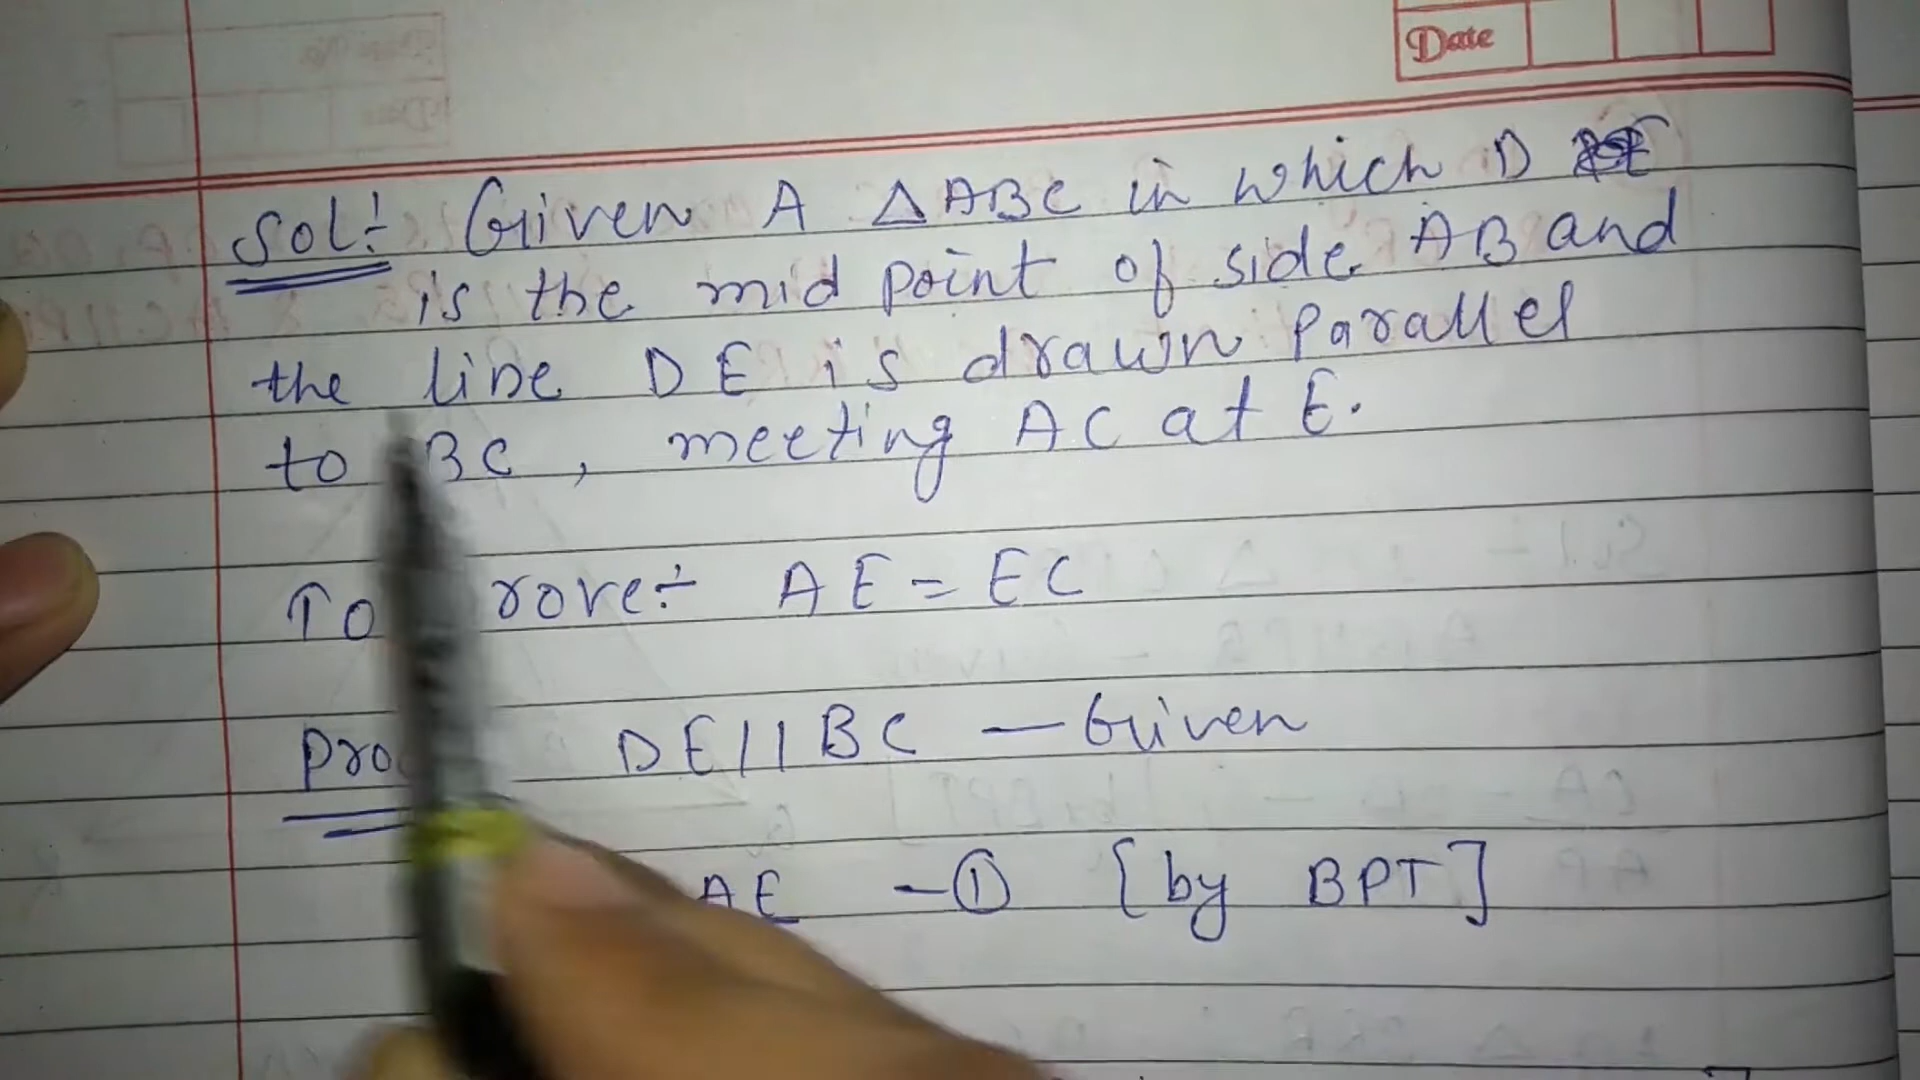 Date
Sol:- Given A △ABC in which D
is the mid point of side AB and
the line DE is drawn Parallel
to BC, meeting AC at E.
To rove:- AE = EC
Pro DE || BC — Given
AE - ① [by BPT]